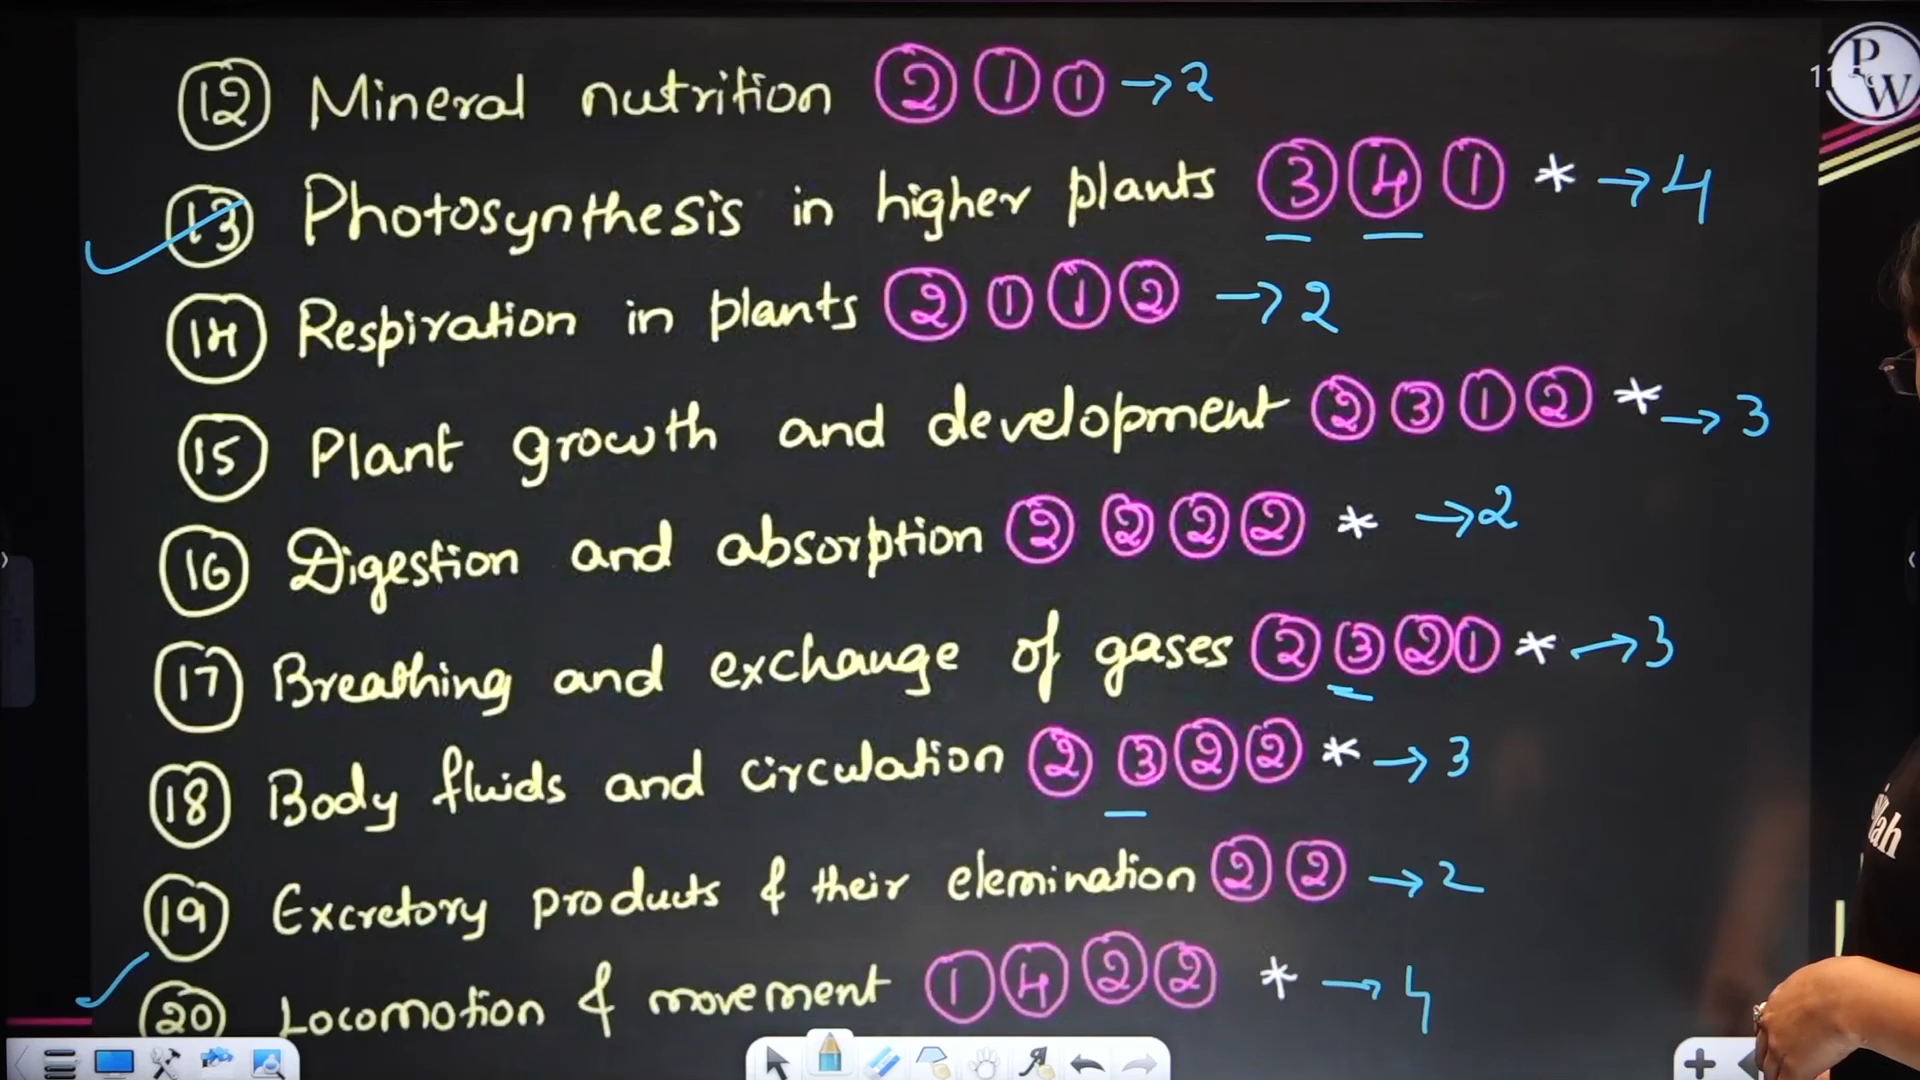 ⑫ Mineral nutrition ② ① ① → 2
⑬ Photosynthesis in higher plants ③ ④ ① * → 4
⑭ Respiration in plants ② ① ① ② → 2
⑮ Plant growth and development ② ③ ① ② * → 3
⑯ Digestion and absorption ② ② ② ② * → 2
⑰ Breathing and exchange of gases ② ③ ② ① * → 3
⑱ Body fluids and circulation ② ③ ② ② * → 3
⑲ Excretory products & their elemination ② ② → 2
⑳ Locomotion & movement ① ④ ② ② * → 4
PW